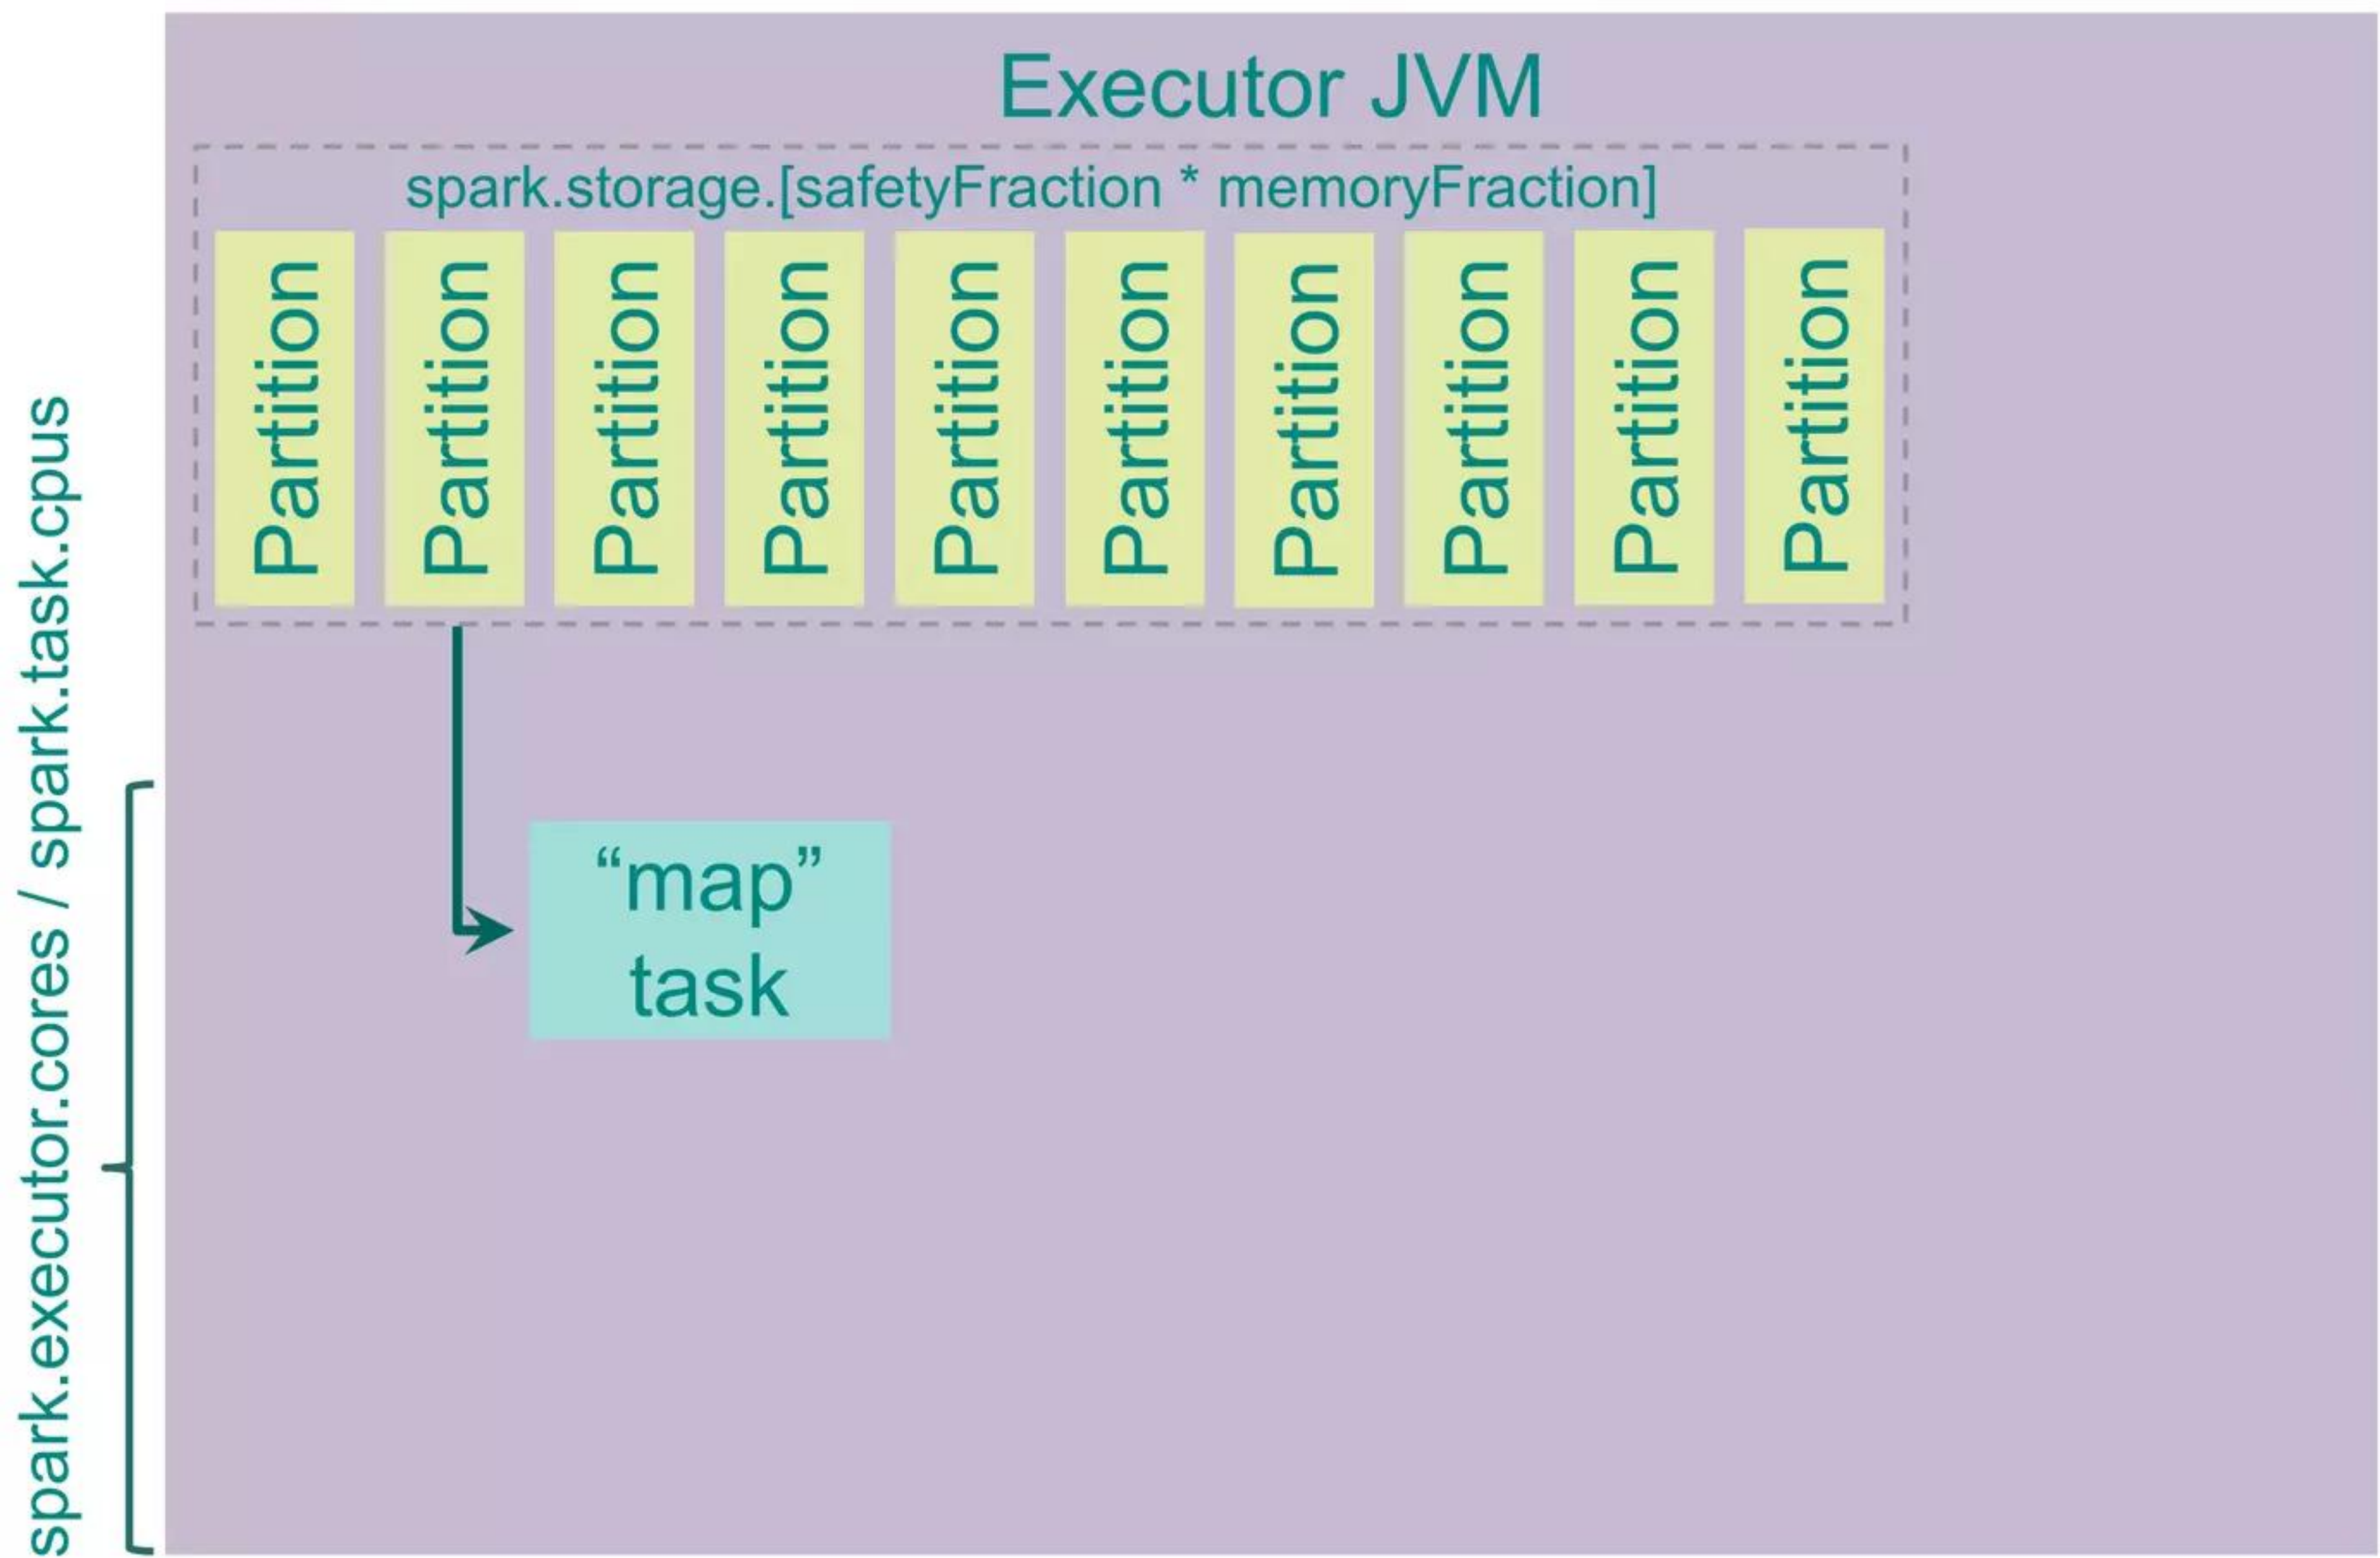 Executor JVM
spark.storage.[safetyFraction * memoryFraction]
Partition
Partition
Partition
Partition
Partition
Partition
Partition
Partition
Partition
Partition
spark.executor.cores / spark.task.cpus
“map”
task